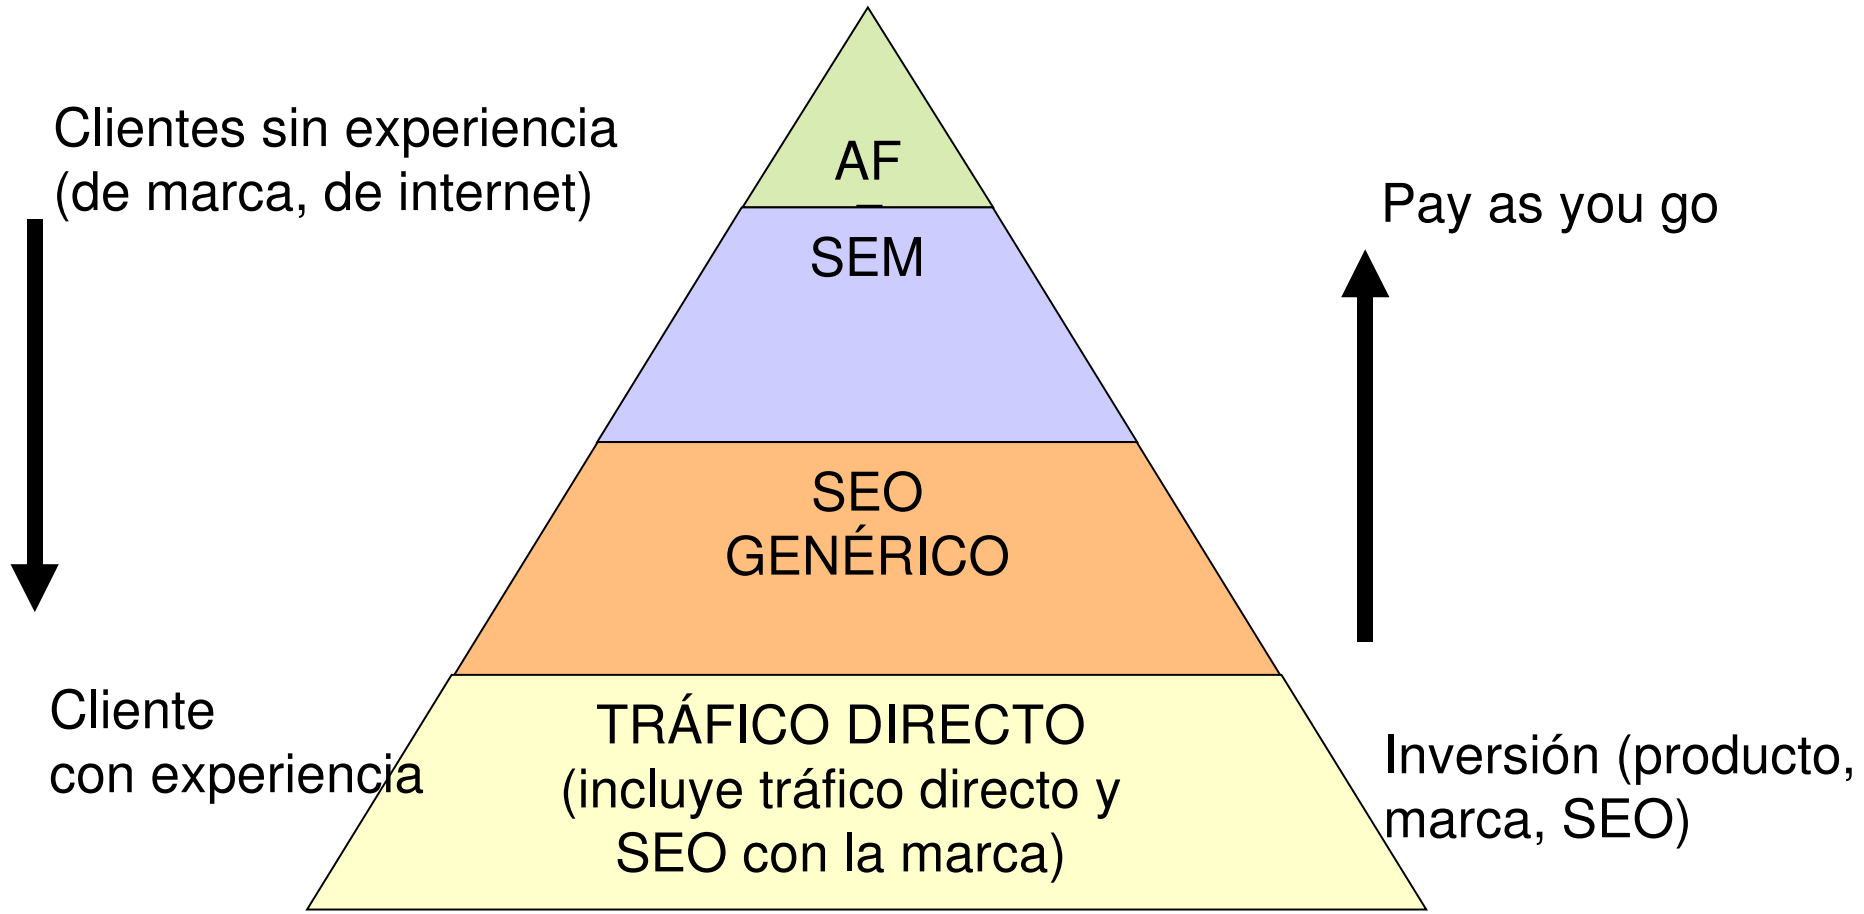 Clientes sin experiencia
(de marca, de internet)
AF
Pay as you go
SEM
SEO
GENÉRICO
Cliente
con experiencia
TRÁFICO DIRECTO
(incluye tráfico directo y
SEO con la marca)
Inversión (producto,
marca, SEO)